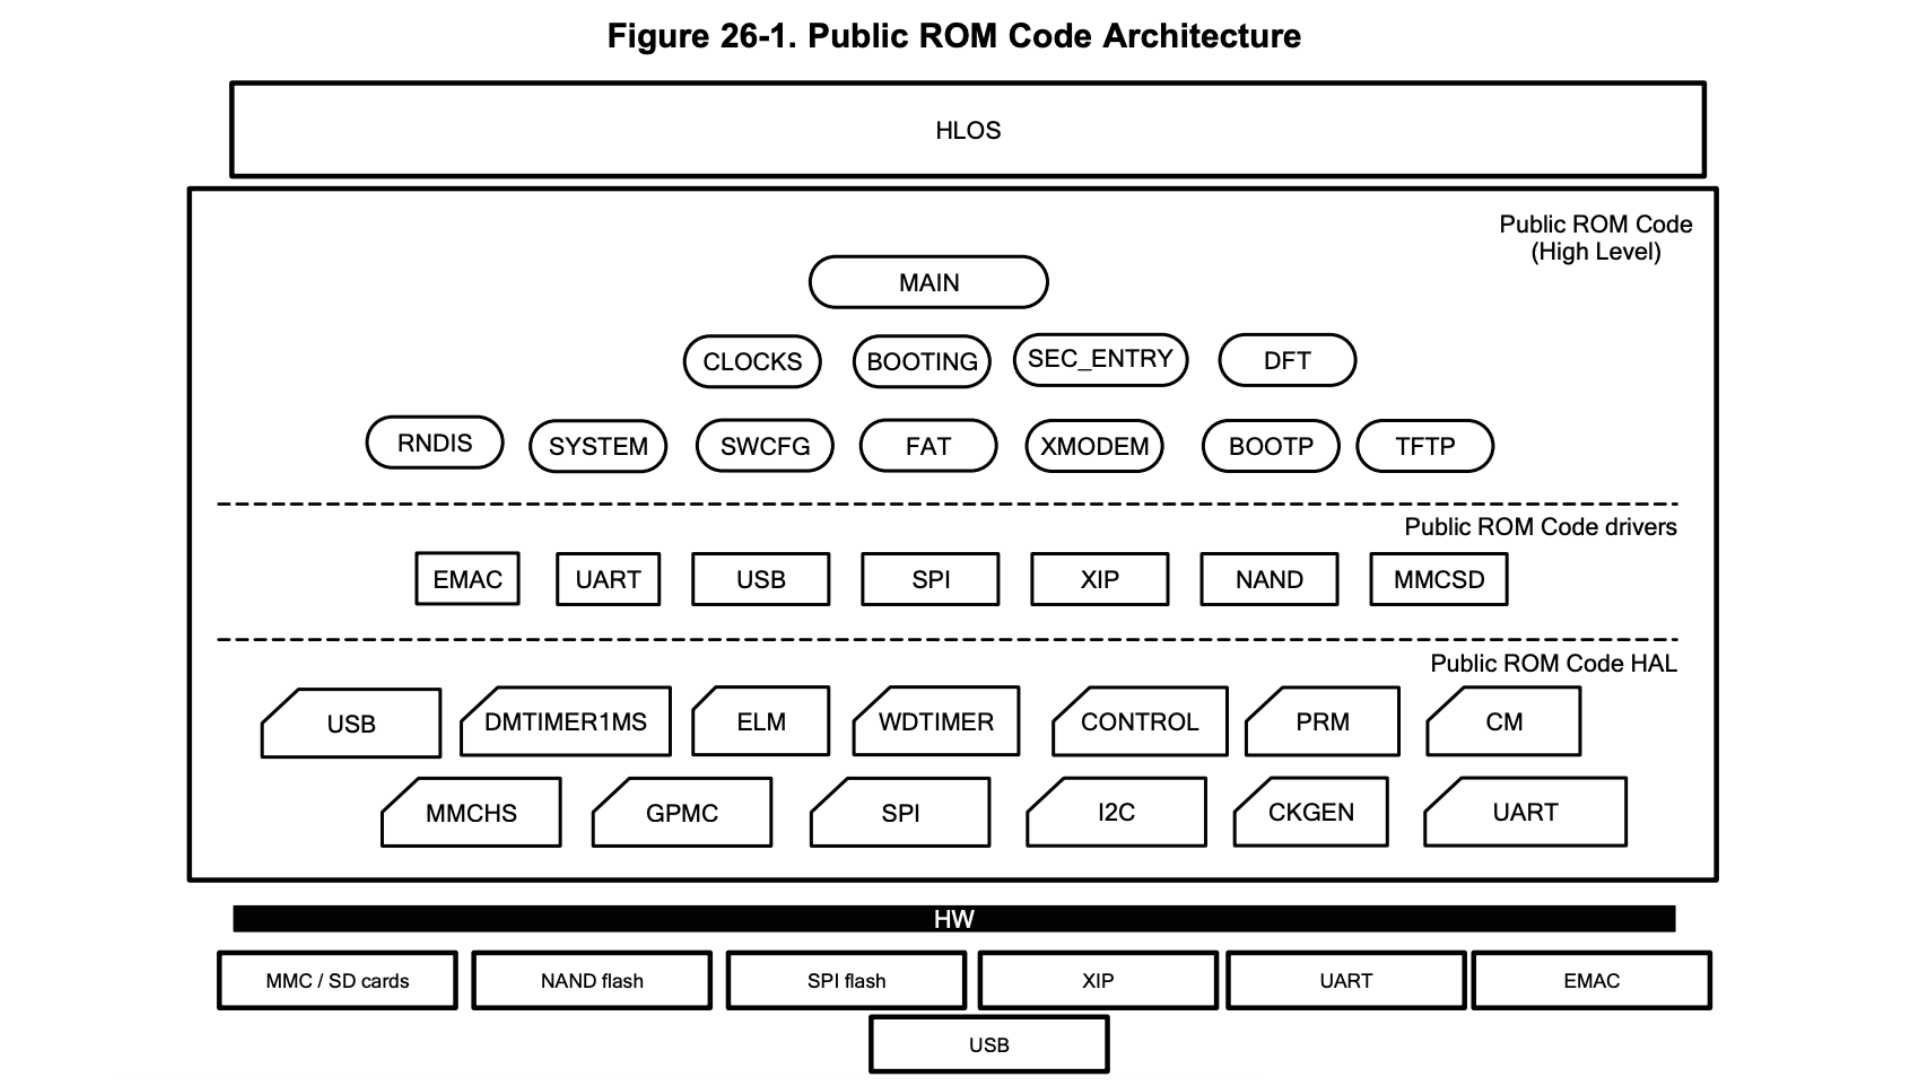 Figure 26-1. Public ROM Code Architecture
HLOS
Public ROM Code
(High Level)
MAIN
CLOCKS BOOTING SEC_ENTRY DFT
RNDIS SYSTEM SWCFG FAT XMODEM BOOTP TFTP
Public ROM Code drivers
EMAC UART USB SPI XIP NAND MMCSD
Public ROM Code HAL
USB DMTIMER1MS ELM WDTIMER CONTROL PRM CM
MMCHS GPMC SPI I2C CKGEN UART
HW
MMC / SD cards NAND flash SPI flash XIP UART EMAC
USB